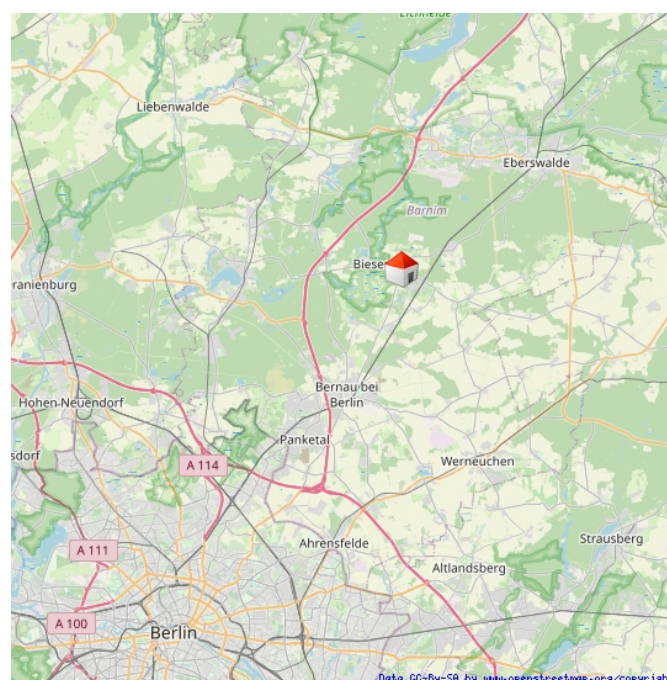 Liebenwalde
Eberswalde
Barnim
Biese
ranienburg
Hohen Neuendorf
Bernau bei
Berlin
Panketal
sdorf
A 114
Werneuchen
Ahrensfelde
Strausberg
A 111
Altlandsberg
A 100
Berlin
Data CC-By-SA by www.openstreetmap.org/copyrigh